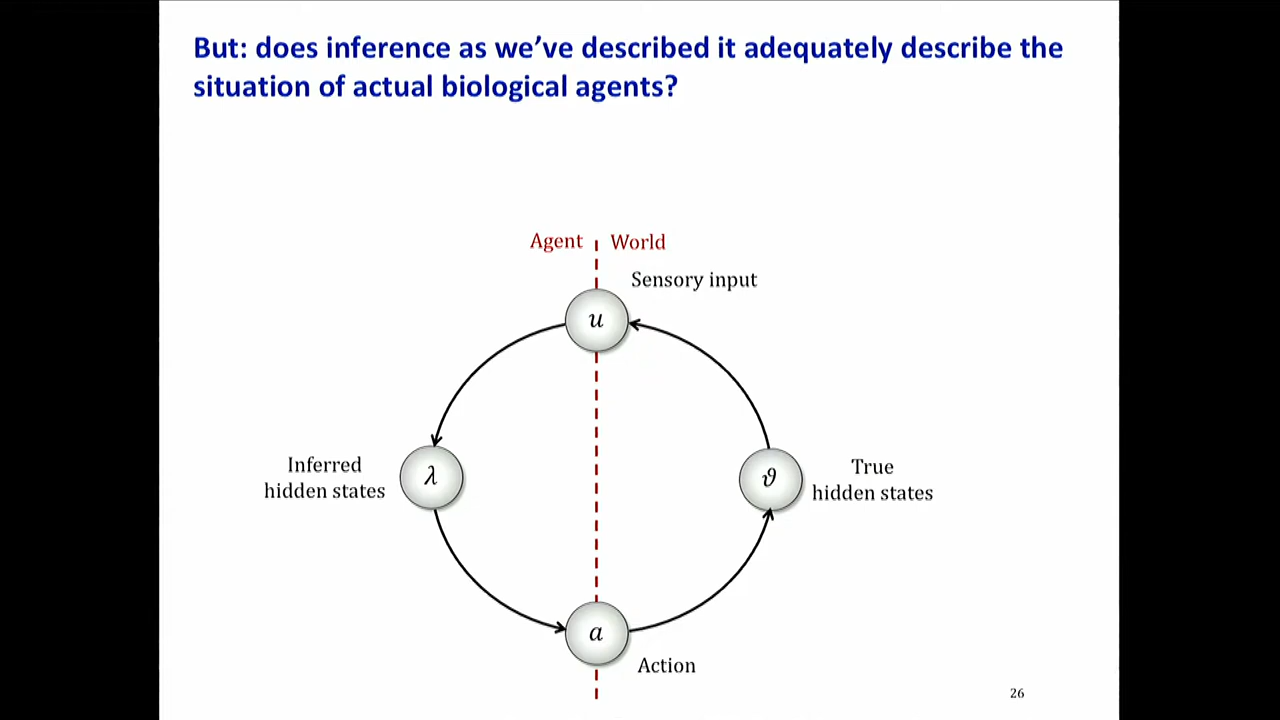 But: does inference as we've described it adequately describe the
situation of actual biological agents?
Agent
World
Sensory input
u
Inferred
hidden states
λ
ϑ
True
hidden states
a
Action
26